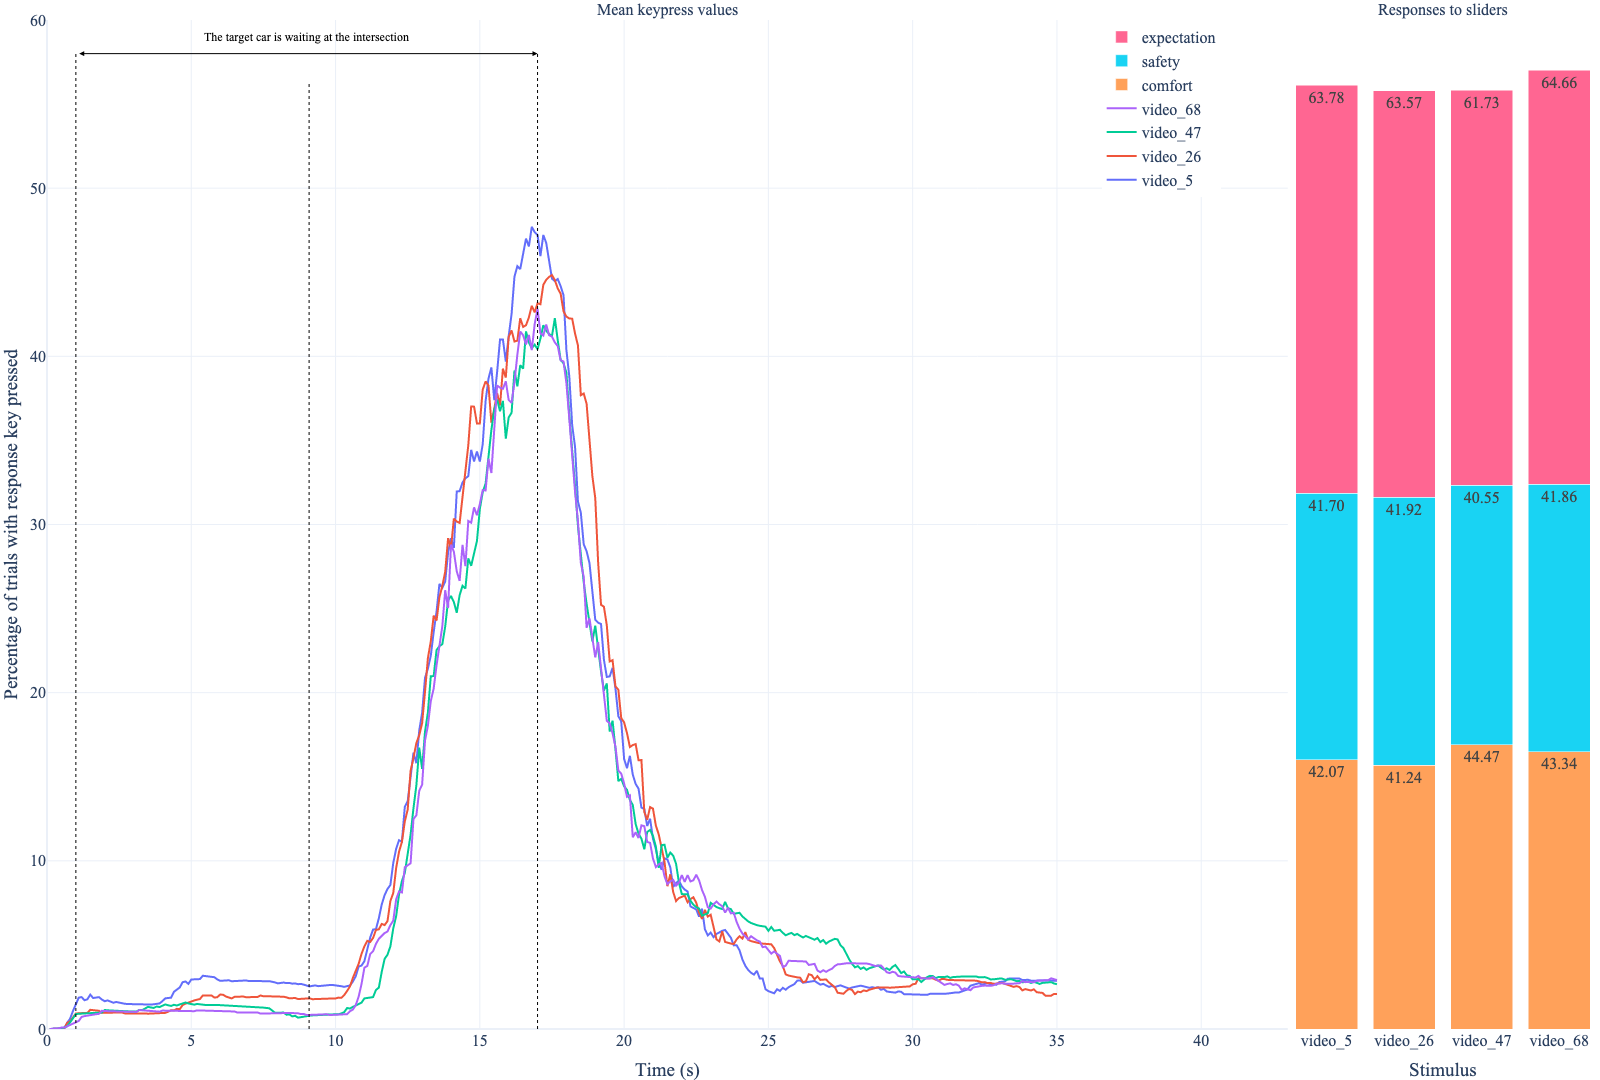 Mean keypress values
Responses to sliders
The target car is waiting at the intersection
expectation
safety
comfort
video_68
video_47
video_26
video_5
Percentage of trials with response key pressed
60
50
40
30
20
10
0
0 5 10 15 20 25 30 35 40
Time (s)
63.78 63.57 61.73 64.66
41.70 41.92 40.55 41.86
42.07 41.24 44.47 43.34
video_5 video_26 video_47 video_68
Stimulus